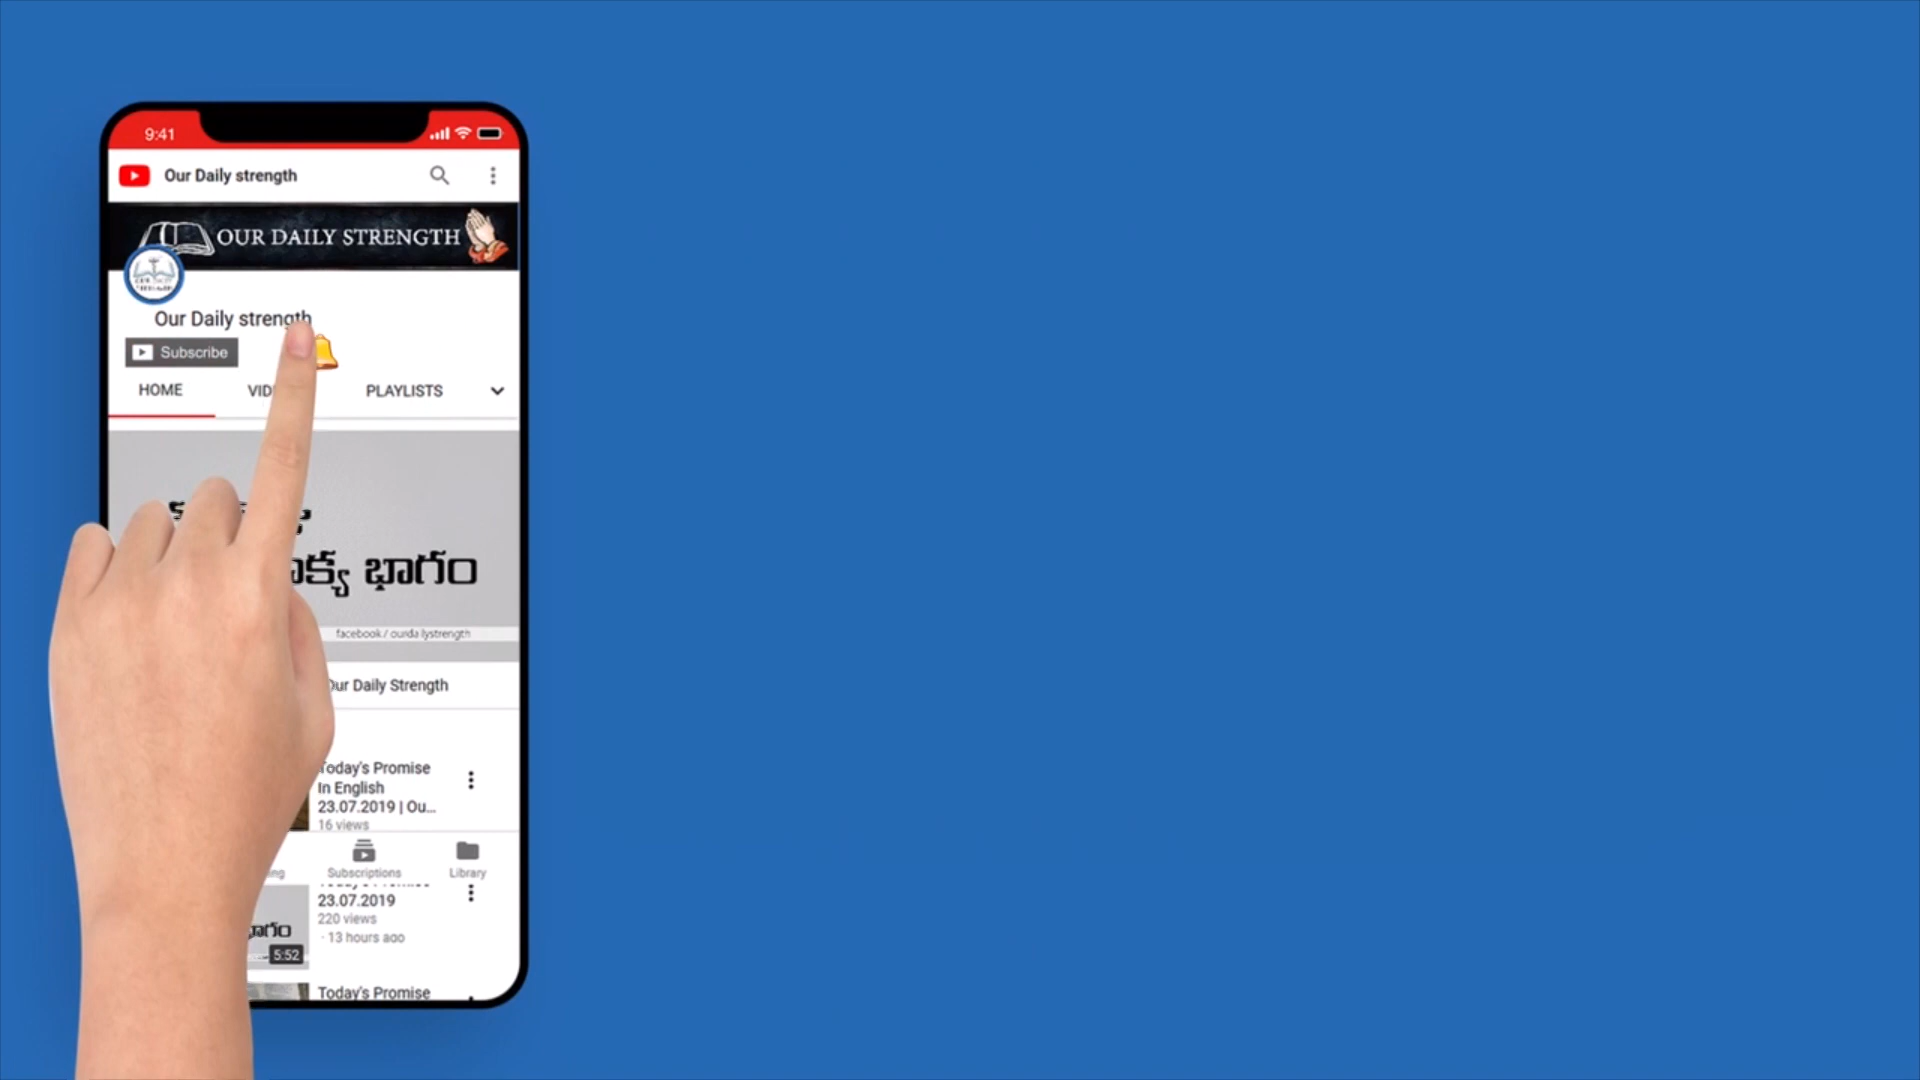 9:41
Our Daily strength
OUR DAILY STRENGTH
Our Daily strength
Subscribe
HOME
PLAYLISTS
భాగం
facebook / ourdailystrength
Our Daily Strength
Today's Promise
In English
23.07.2019 | Ou...
16 views
Subscriptions
Library
23.07.2019
220 views
· 13 hours ago
5:52
Today's Promise